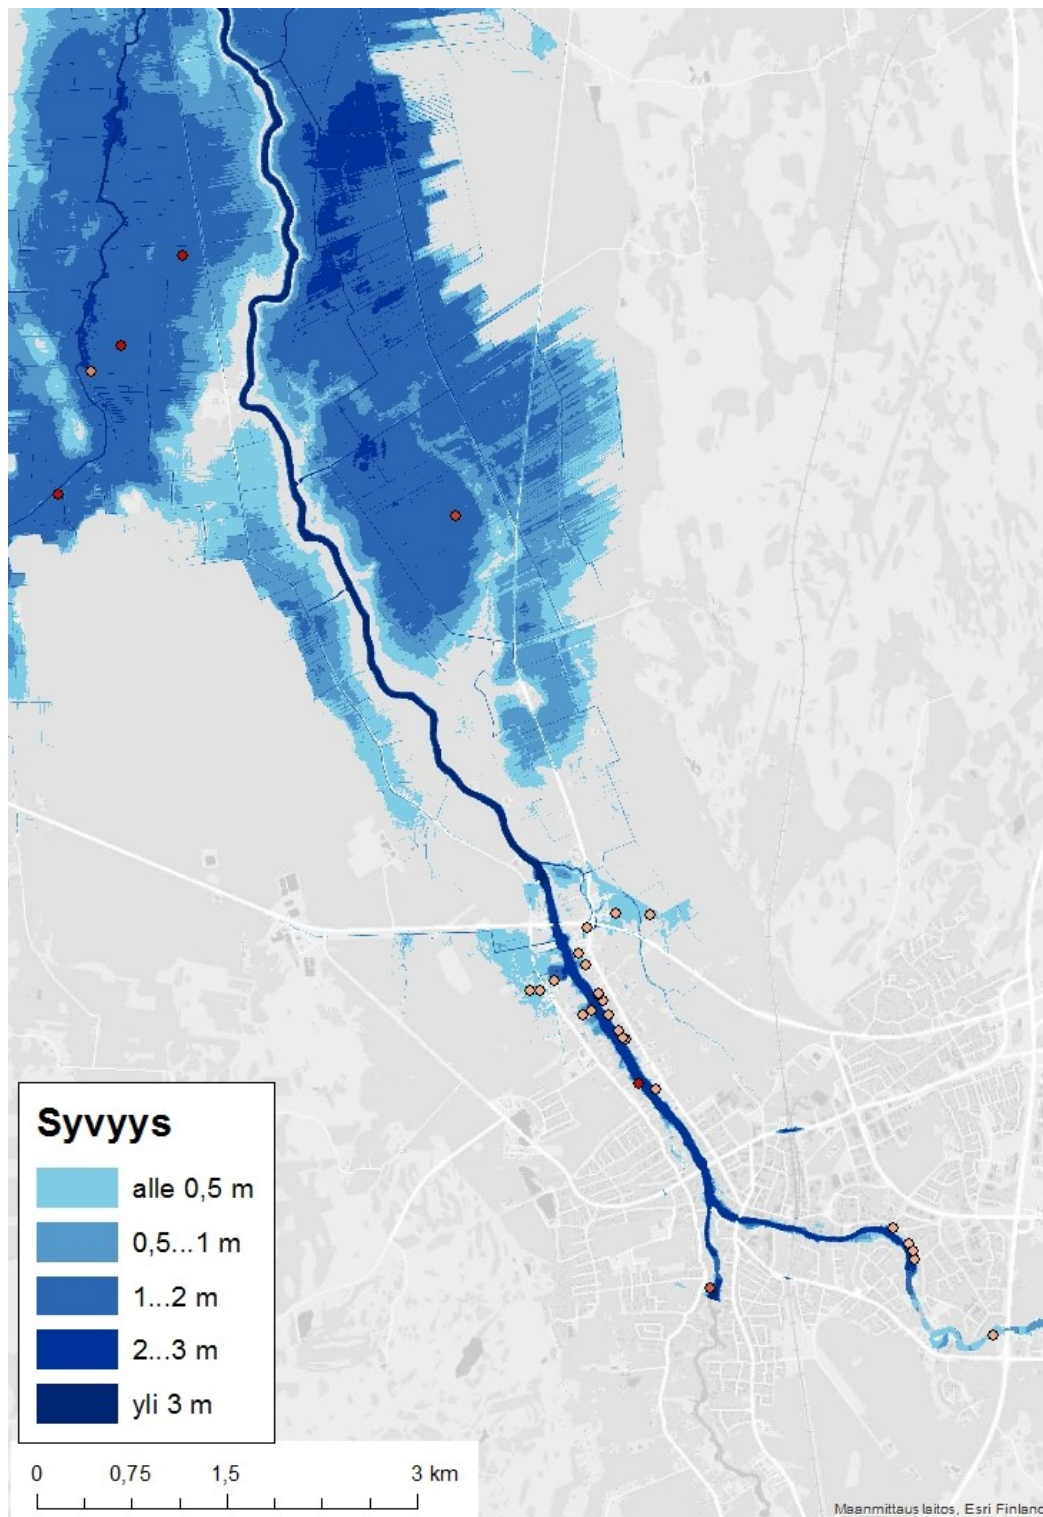 Syvyys
alle 0,5 m
0,5...1 m
1...2 m
2...3 m
yli 3 m
0 0,75 1,5 3 km
Maanmittauslaitos, Esri Finland